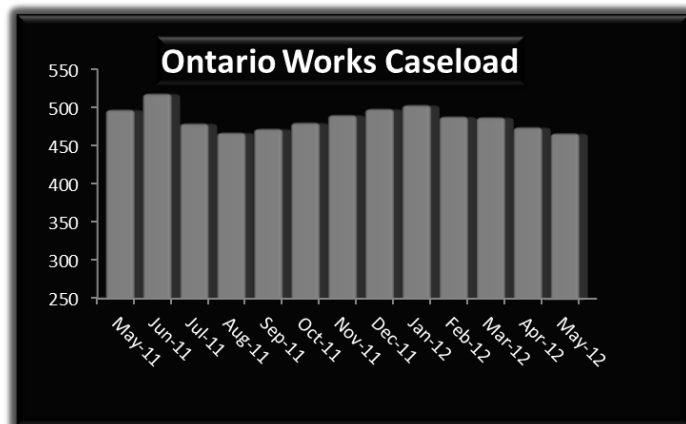 Ontario Works Caseload
550
500
450
400
350
300
250
May-11
Jun-11
Jul-11
Aug-11
Sep-11
Oct-11
Nov-11
Dec-11
Jan-12
Feb-12
Mar-12
Apr-12
May-12